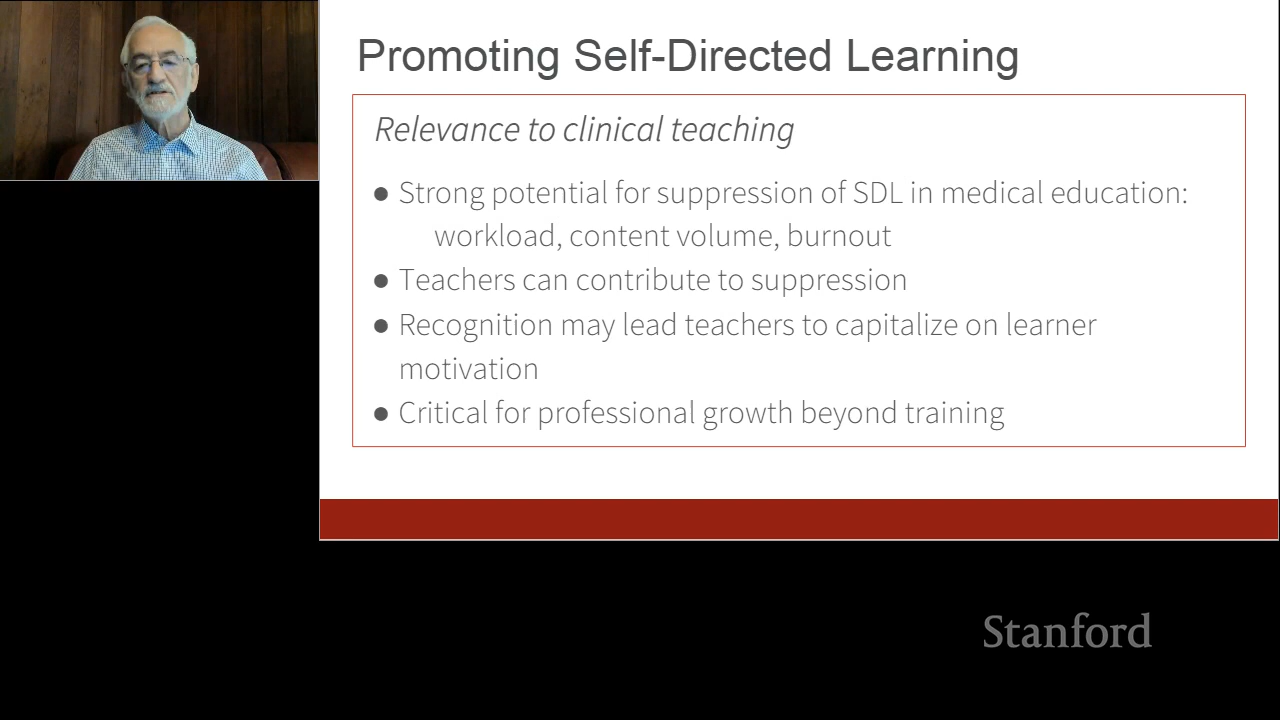 Promoting Self-Directed Learning
Relevance to clinical teaching
● Strong potential for suppression of SDL in medical education:
workload, content volume, burnout
● Teachers can contribute to suppression
● Recognition may lead teachers to capitalize on learner
motivation
● Critical for professional growth beyond training
Stanford